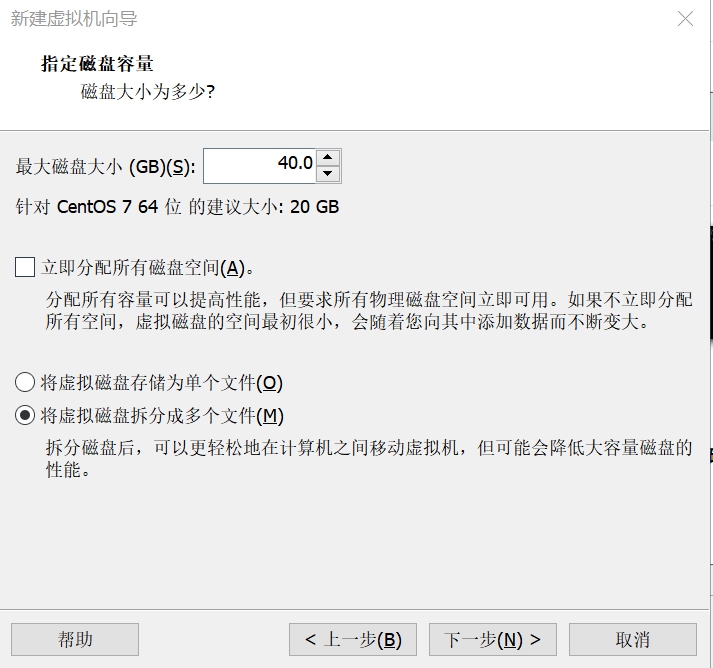 新建虚拟机向导
指定磁盘容量
磁盘大小为多少?
最大磁盘大小 (GB)(S): 40.0
针对 CentOS 7 64 位 的建议大小: 20 GB
立即分配所有磁盘空间(A)。
分配所有容量可以提高性能，但要求所有物理磁盘空间立即可用。如果不立即分配
所有空间，虚拟磁盘的空间最初很小，会随着您向其中添加数据而不断变大。
将虚拟磁盘存储为单个文件(O)
将虚拟磁盘拆分成多个文件(M)
拆分磁盘后，可以更轻松地在计算机之间移动虚拟机，但可能会降低大容量磁盘的
性能。
帮助 < 上一步(B) 下一步(N) > 取消